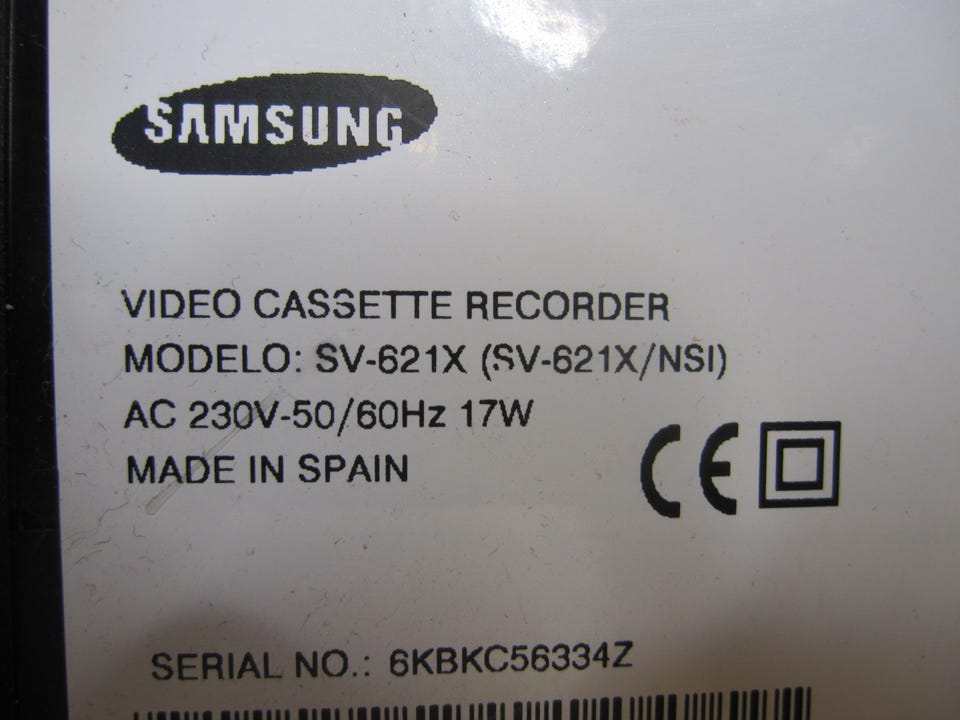 SAMSUNG
VIDEO CASSETTE RECORDER
MODELO: SV-621X (SV-621X/NSI)
AC 230V-50/60Hz 17W
MADE IN SPAIN
CE
SERIAL NO.: 6KBKC56334Z